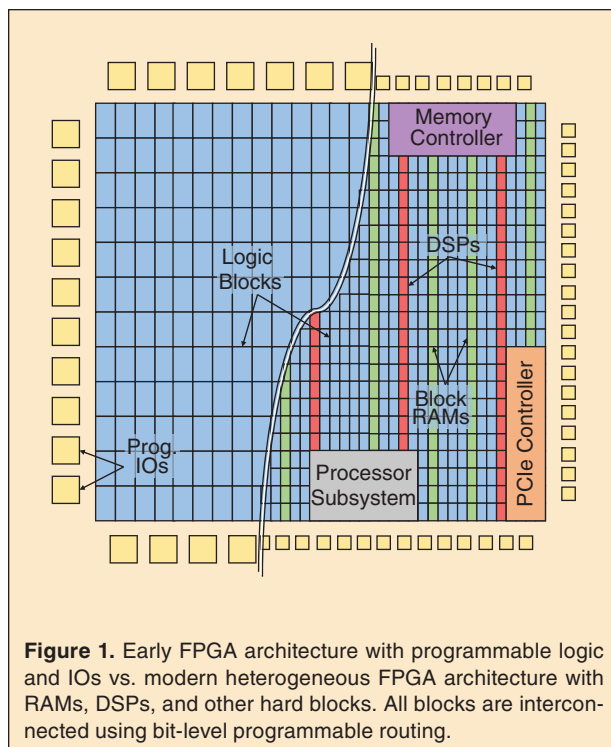 Memory
Controller
DSPs
Logic
Blocks
Block
RAMs
PCIe Controller
Prog.
IOs
Processor
Subsystem
Figure 1. Early FPGA architecture with programmable logic
and IOs vs. modern heterogeneous FPGA architecture with
RAMs, DSPs, and other hard blocks. All blocks are intercon-
nected using bit-level programmable routing.